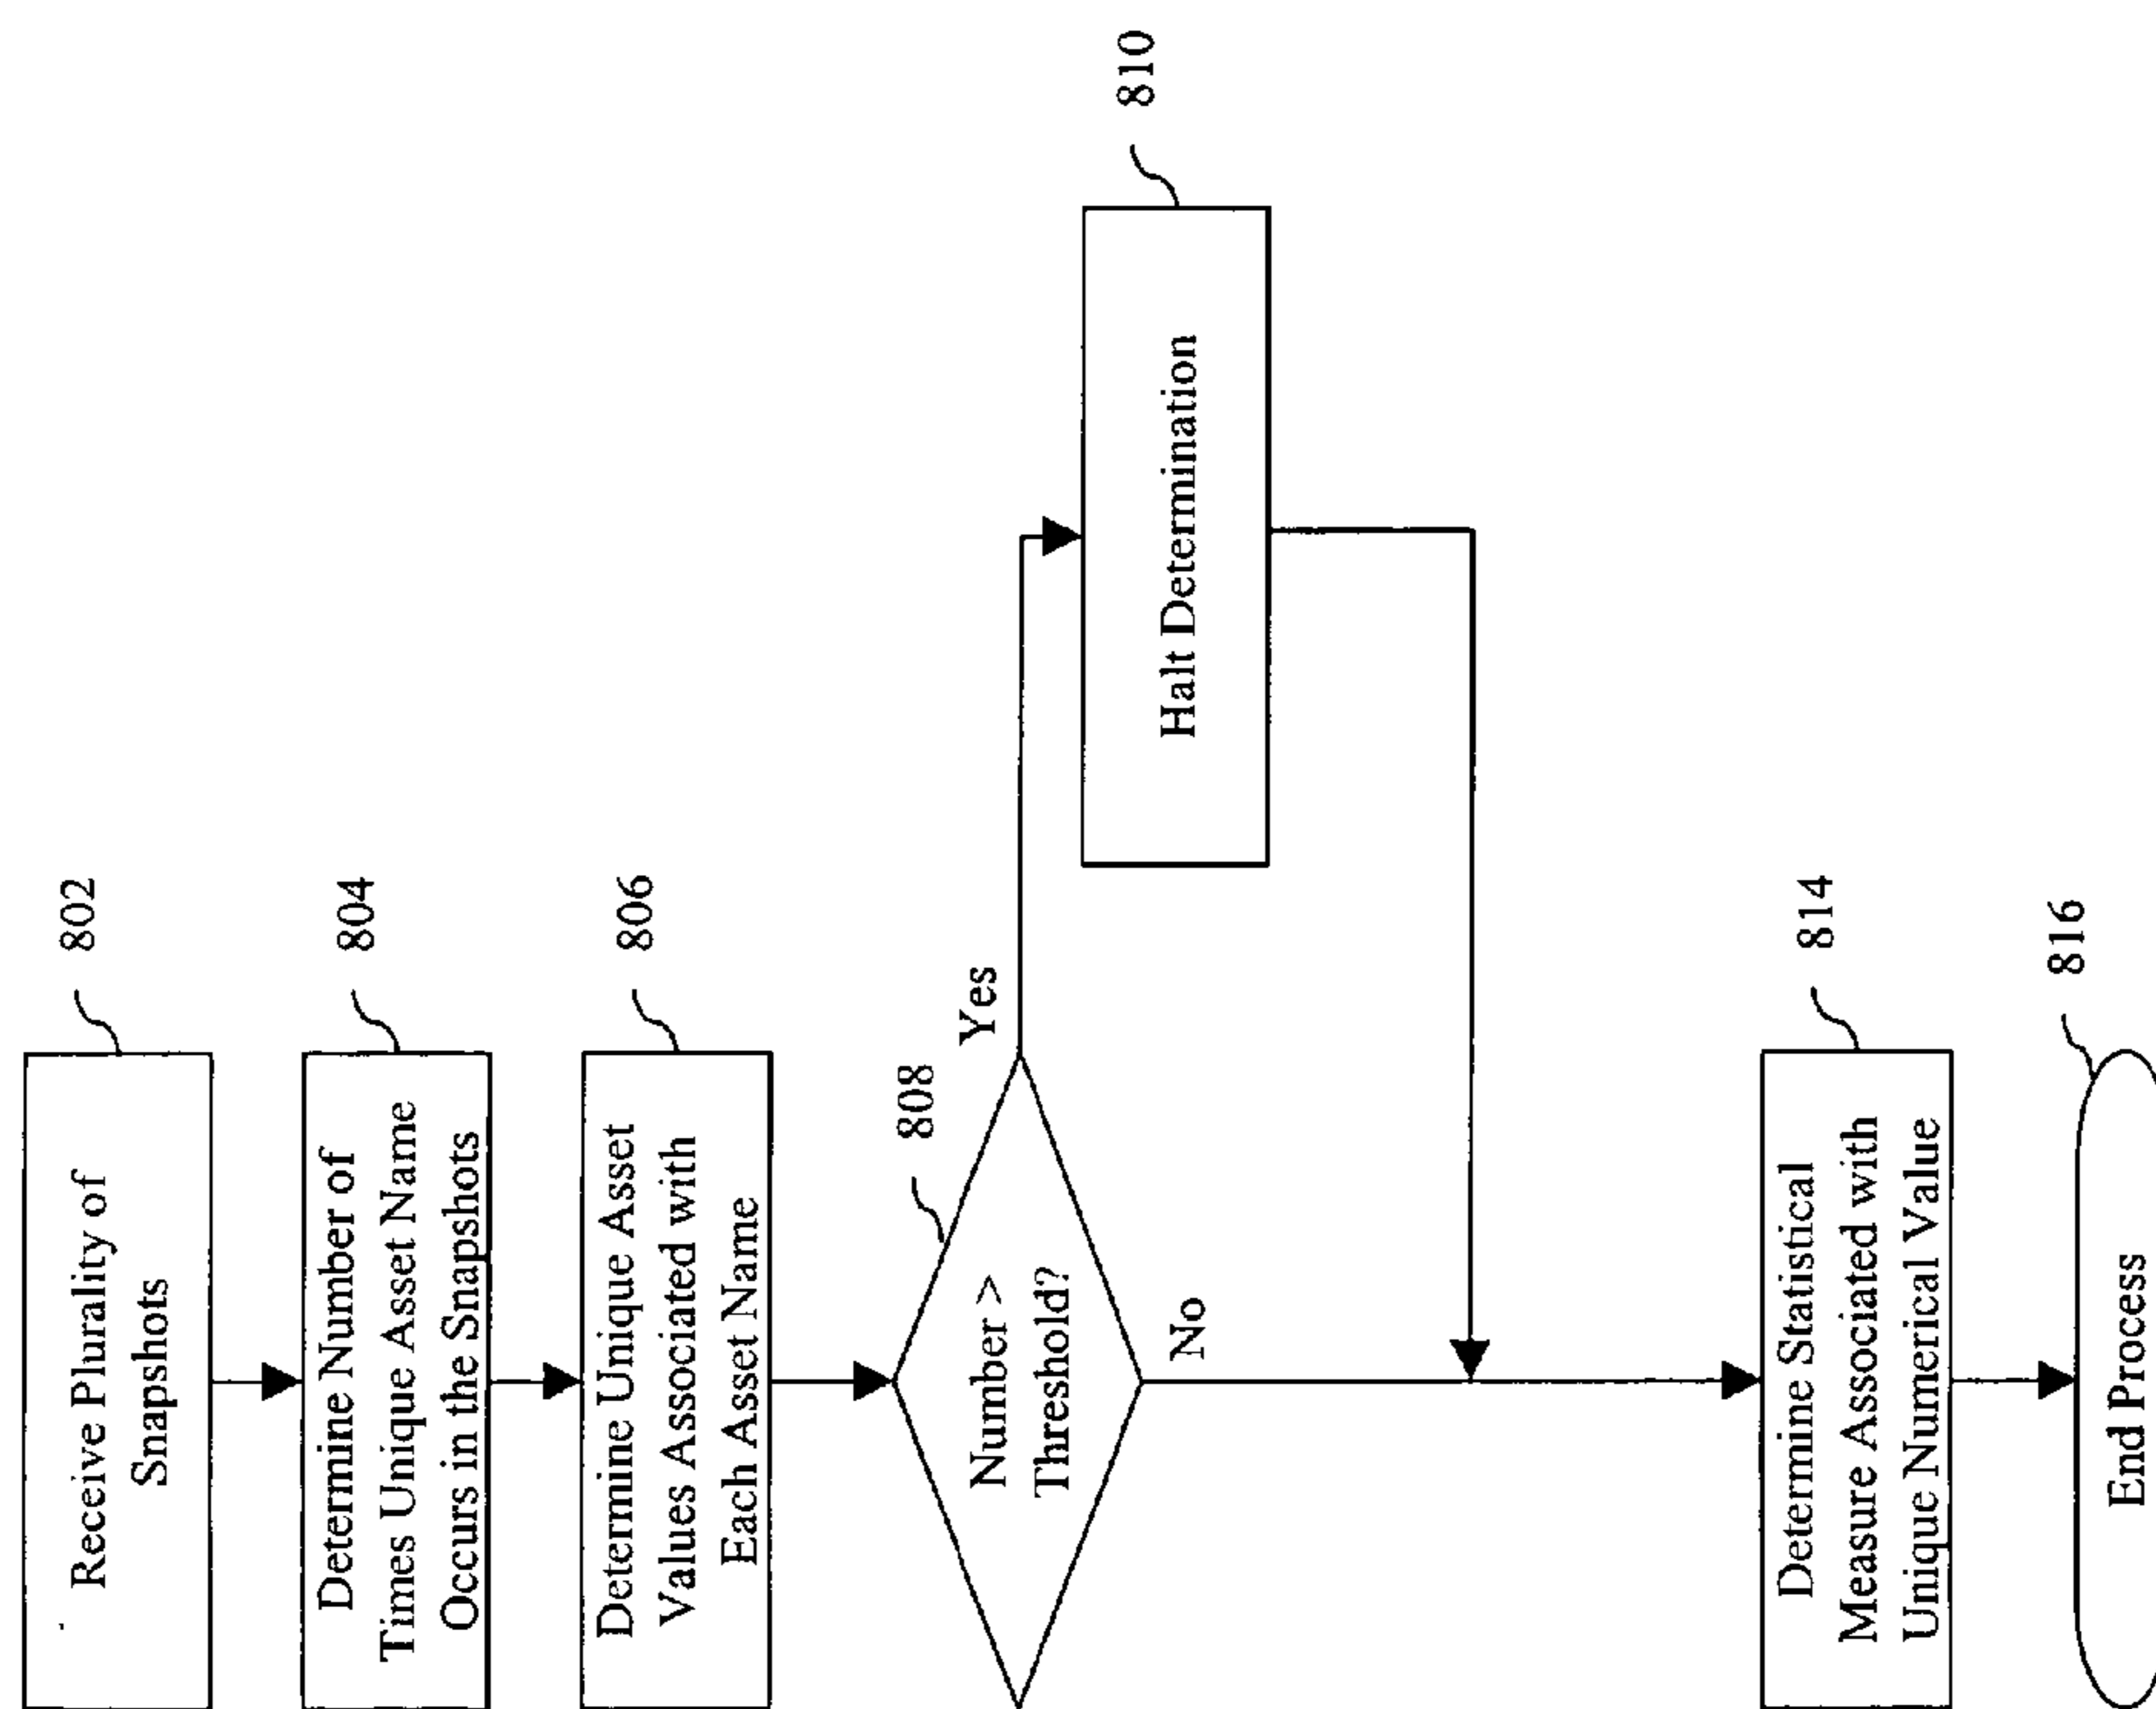 802
Receive Plurality of
Snapshots
804
Determine Number of
Times Unique Asset Name
Occurs in the Snapshots
806
Determine Unique Asset
Values Associated with
Each Asset Name
808
Number >
Threshold?
Yes
810
Halt Determination
No
814
Determine Statistical
Measure Associated with
Unique Numerical Value
816
End Process